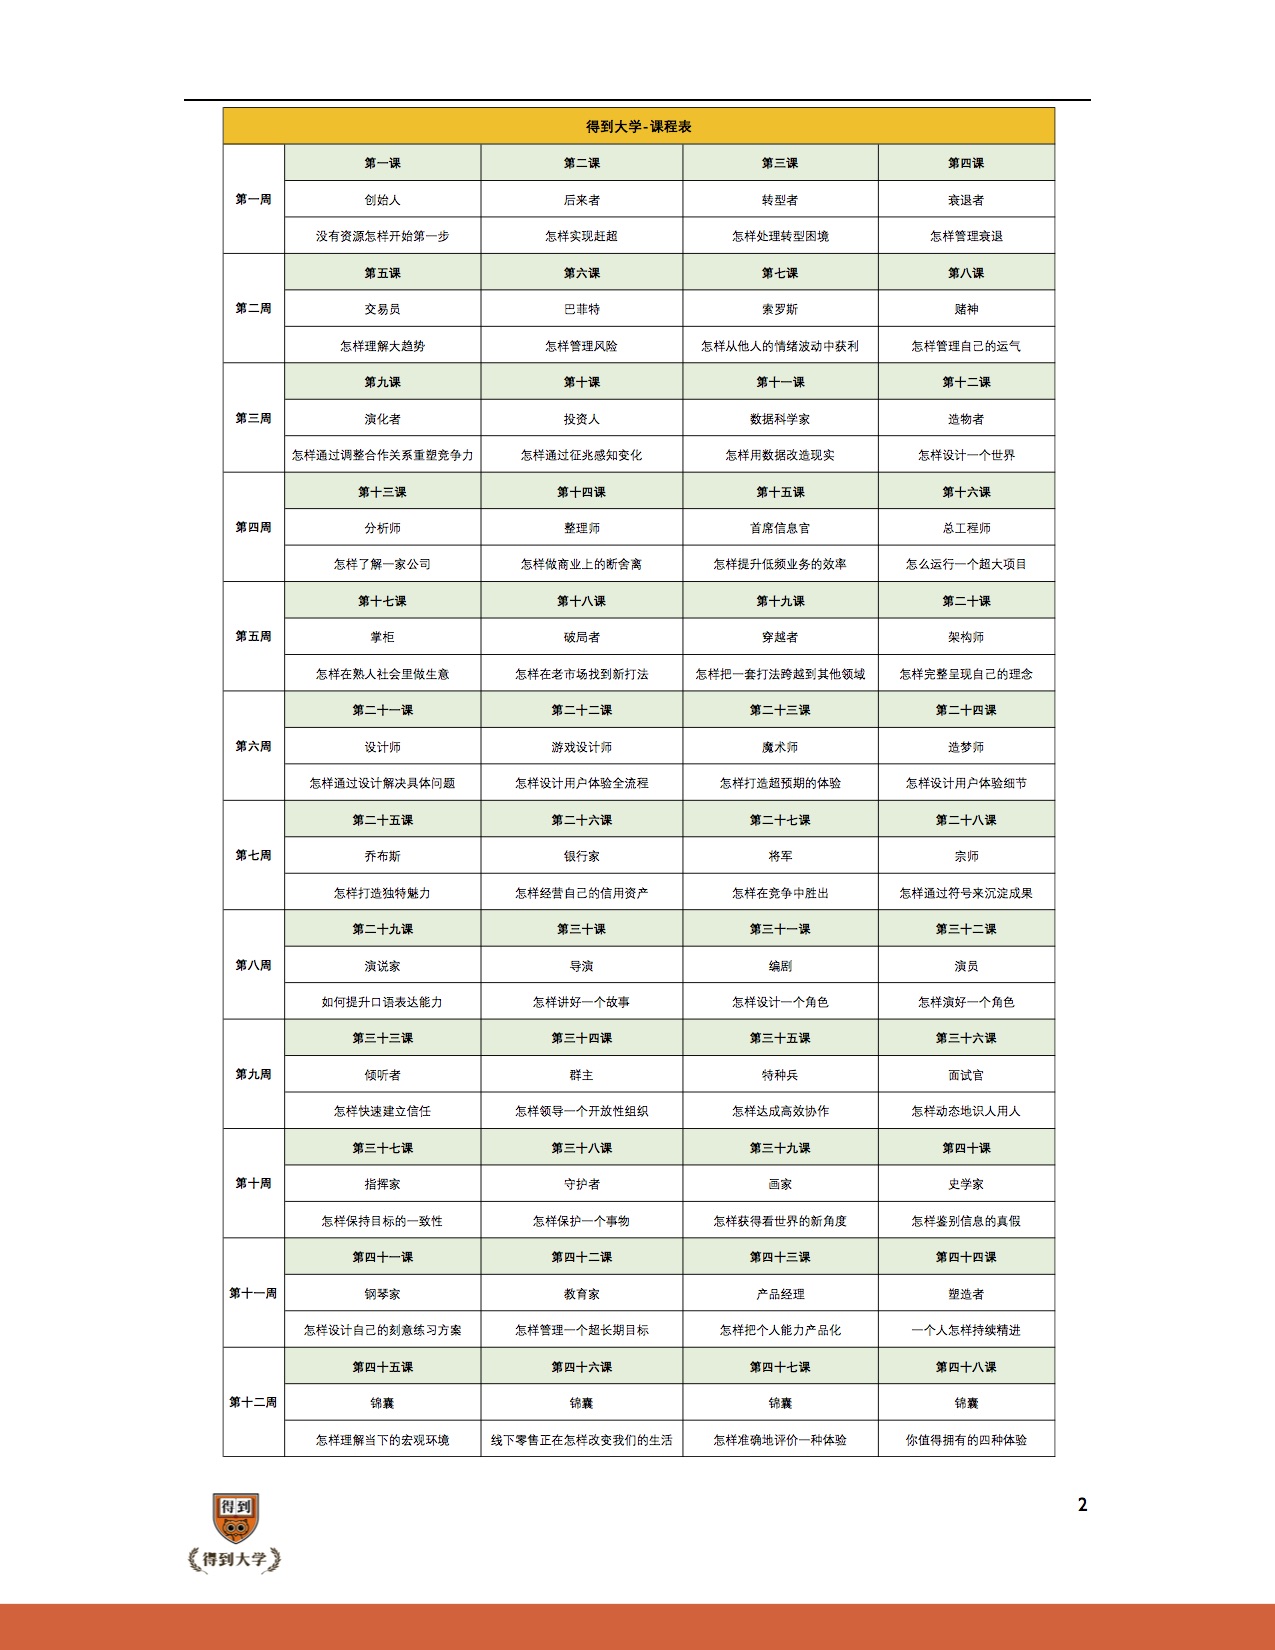 得到大学-课程表
第一周
第一课 第二课 第三课 第四课
创始人 后来者 转型者 衰退者
没有资源怎样开始第一步 怎样实现赶超 怎样处理转型困境 怎样管理衰退
第二周
第五课 第六课 第七课 第八课
交易员 巴菲特 索罗斯 赌神
怎样理解大趋势 怎样管理风险 怎样从他人的情绪波动中获利 怎样管理自己的运气
第三周
第九课 第十课 第十一课 第十二课
演化者 投资人 数据科学家 造物者
怎样通过调整合作关系重塑竞争力 怎样通过征兆感知变化 怎样用数据改造现实 怎样设计一个世界
第四周
第十三课 第十四课 第十五课 第十六课
分析师 整理师 首席信息官 总工程师
怎样了解一家公司 怎样做商业上的断舍离 怎样提升低频业务的效率 怎么运行一个超大项目
第五周
第十七课 第十八课 第十九课 第二十课
掌柜 破局者 穿越者 架构师
怎样在熟人社会里做生意 怎样在老市场找到新打法 怎样把一套打法跨越到其他领域 怎样完整呈现自己的理念
第六周
第二十一课 第二十二课 第二十三课 第二十四课
设计师 游戏设计师 魔术师 造梦师
怎样通过设计解决具体问题 怎样设计用户体验全流程 怎样打造超预期的体验 怎样设计用户体验细节
第七周
第二十五课 第二十六课 第二十七课 第二十八课
乔布斯 银行家 将军 宗师
怎样打造独特魅力 怎样经营自己的信用资产 怎样在竞争中胜出 怎样通过符号来沉淀成果
第八周
第二十九课 第三十课 第三十一课 第三十二课
演说家 导演 编剧 演员
如何提升口语表达能力 怎样讲好一个故事 怎样设计一个角色 怎样演好一个角色
第九周
第三十三课 第三十四课 第三十五课 第三十六课
倾听者 群主 特种兵 面试官
怎样快速建立信任 怎样领导一个开放性组织 怎样达成高效协作 怎样动态地识人用人
第十周
第三十七课 第三十八课 第三十九课 第四十课
指挥家 守护者 画家 史学家
怎样保持目标的一致性 怎样保护一个事物 怎样获得看世界的新角度 怎样鉴别信息的真假
第十一周
第四十一课 第四十二课 第四十三课 第四十四课
钢琴家 教育家 产品经理 塑造者
怎样设计自己的刻意练习方案 怎样管理一个超长期目标 怎样把个人能力产品化 一个人怎样持续精进
第十二周
第四十五课 第四十六课 第四十七课 第四十八课
锦囊 锦囊 锦囊 锦囊
怎样理解当下的宏观环境 线下零售正在怎样改变我们的生活 怎样准确地评价一种体验 你值得拥有的四种体验
2
得到
得到大学